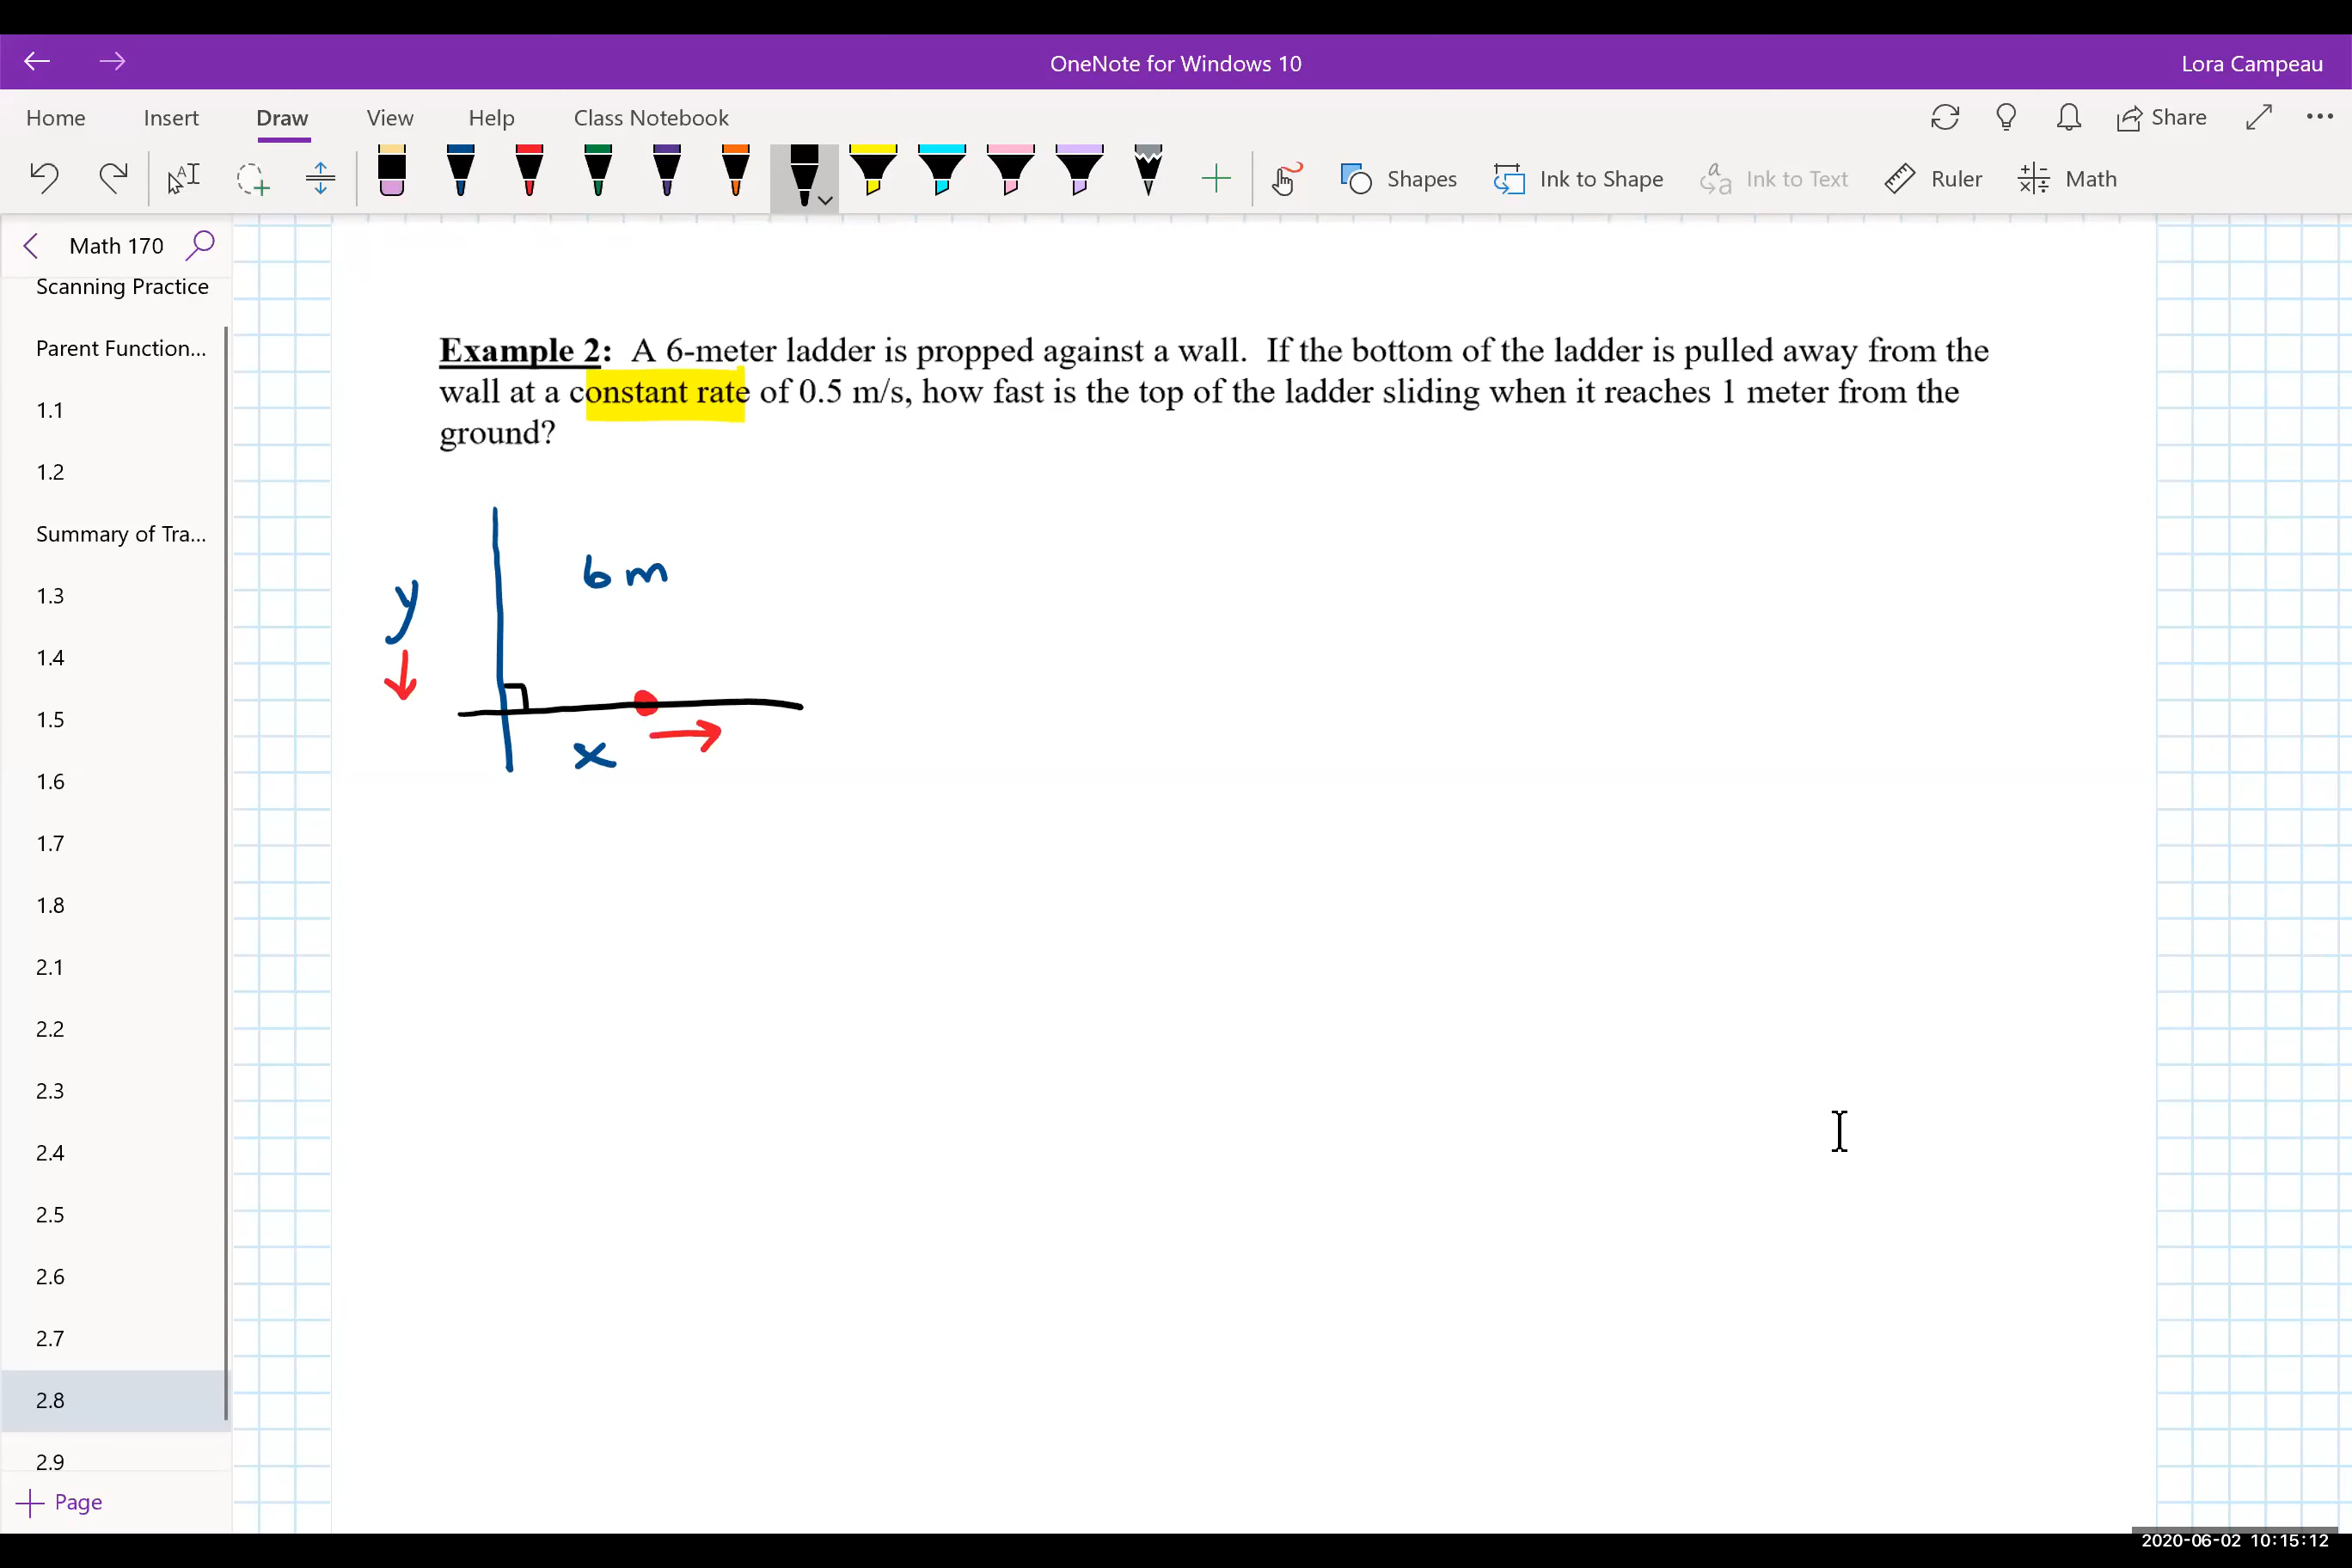 OneNote for Windows 10
Lora Campeau
Home Insert Draw View Help Class Notebook
Share
Shapes Ink to Shape Ink to Text Ruler Math
Math 170
Scanning Practice
Parent Function...
1.1
1.2
Summary of Tra...
1.3
1.4
1.5
1.6
1.7
1.8
2.1
2.2
2.3
2.4
2.5
2.6
2.7
2.8
2.9
Page
Example 2: A 6-meter ladder is propped against a wall. If the bottom of the ladder is pulled away from the
wall at a constant rate of 0.5 m/s, how fast is the top of the ladder sliding when it reaches 1 meter from the
ground?
6 m
y
x
2020-06-02 10:15:12